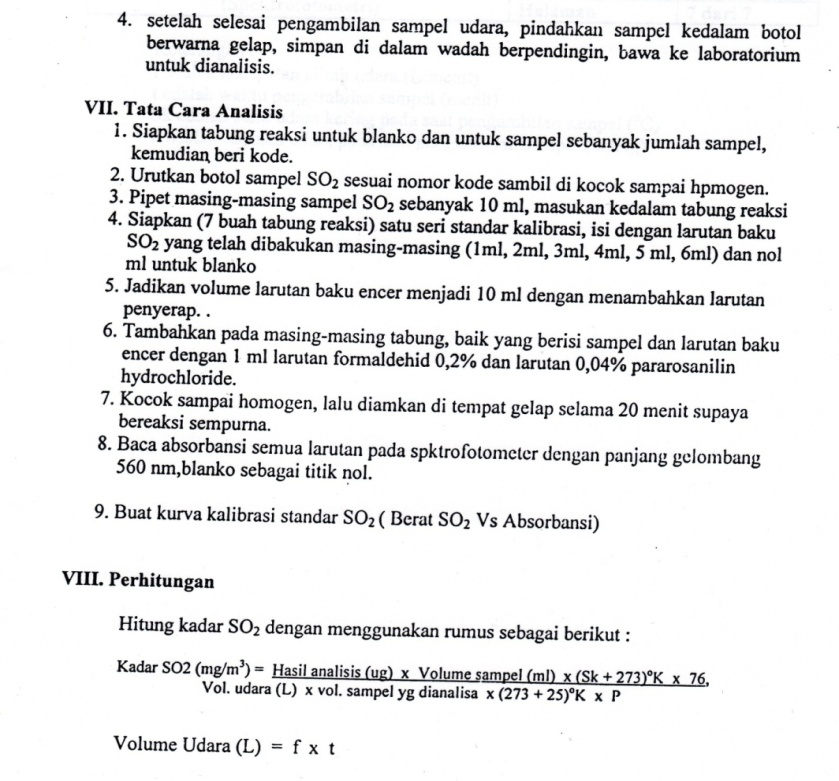 4. setelah selesai pengambilan sampel udara, pindahkan sampel kedalam botol
berwarna gelap, simpan di dalam wadah berpendingin, bawa ke laboratorium
untuk dianalisis.
VII. Tata Cara Analisis
1. Siapkan tabung reaksi untuk blanko dan untuk sampel sebanyak jumlah sampel,
kemudian beri kode.
2. Urutkan botol sampel SO₂ sesuai nomor kode sambil di kocok sampai hpmogen.
3. Pipet masing-masing sampel SO₂ sebanyak 10 ml, masukan kedalam tabung reaksi
4. Siapkan (7 buah tabung reaksi) satu seri standar kalibrasi, isi dengan larutan baku
SO₂ yang telah dibakukan masing-masing (1ml, 2ml, 3ml, 4ml, 5 ml, 6ml) dan nol
ml untuk blanko
5. Jadikan volume larutan baku encer menjadi 10 ml dengan menambahkan larutan
penyerap. .
6. Tambahkan pada masing-masing tabung, baik yang berisi sampel dan larutan baku
encer dengan 1 ml larutan formaldehid 0,2% dan larutan 0,04% pararosanilin
hydrochloride.
7. Kocok sampai homogen, lalu diamkan di tempat gelap selama 20 menit supaya
bereaksi sempurna.
8. Baca absorbansi semua larutan pada spktrofotometer dengan panjang gelombang
560 nm,blanko sebagai titik nol.
9. Buat kurva kalibrasi standar SO₂ ( Berat SO₂ Vs Absorbansi)
VIII. Perhitungan
Hitung kadar SO₂ dengan menggunakan rumus sebagai berikut :
Kadar SO2 (mg/m³) = Hasil analisis (ug) x Volume sampel (ml) x (Sk + 273)°K x 76,
Vol. udara (L) x vol. sampel yg dianalisa x (273 + 25)°K x P
Volume Udara (L) = f x t